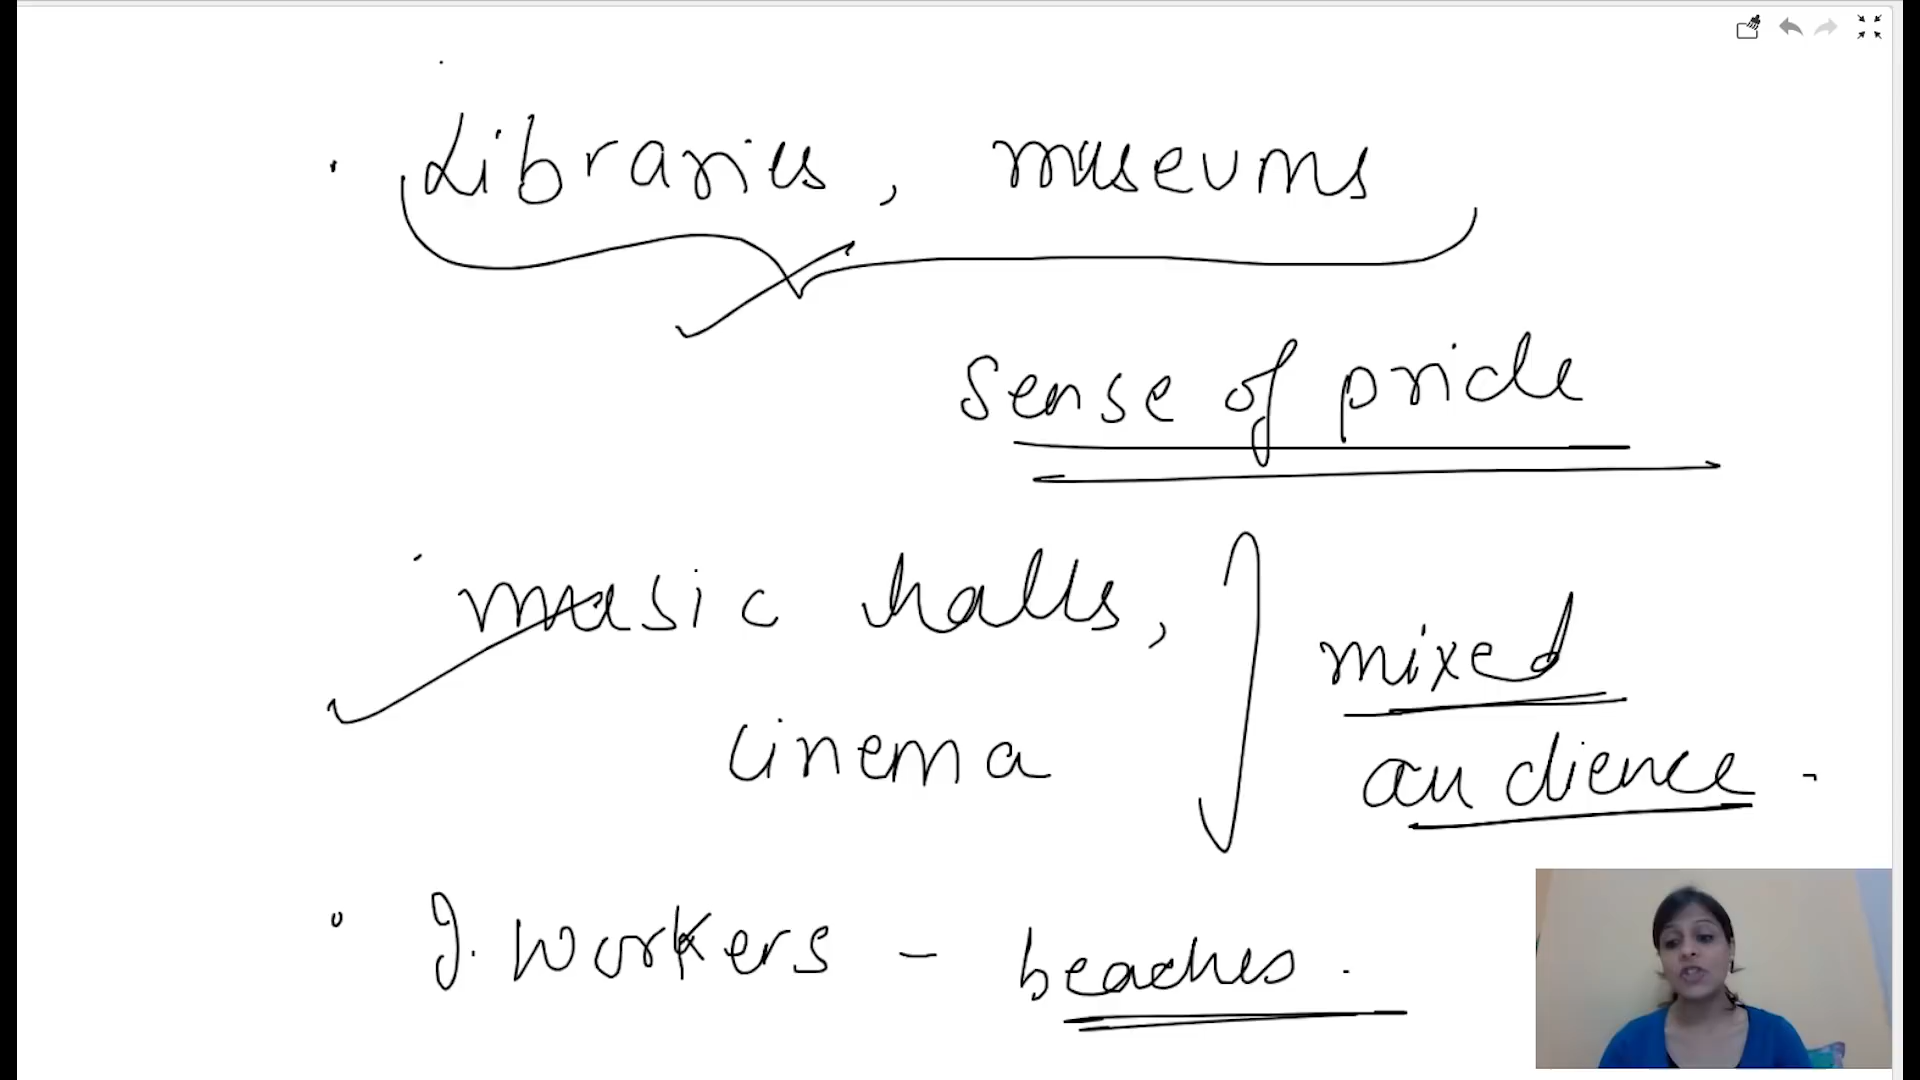 · Libraries, museums
Sense of pride
· music halls,
cinema
mixed
audience.
· I. workers - beaches.